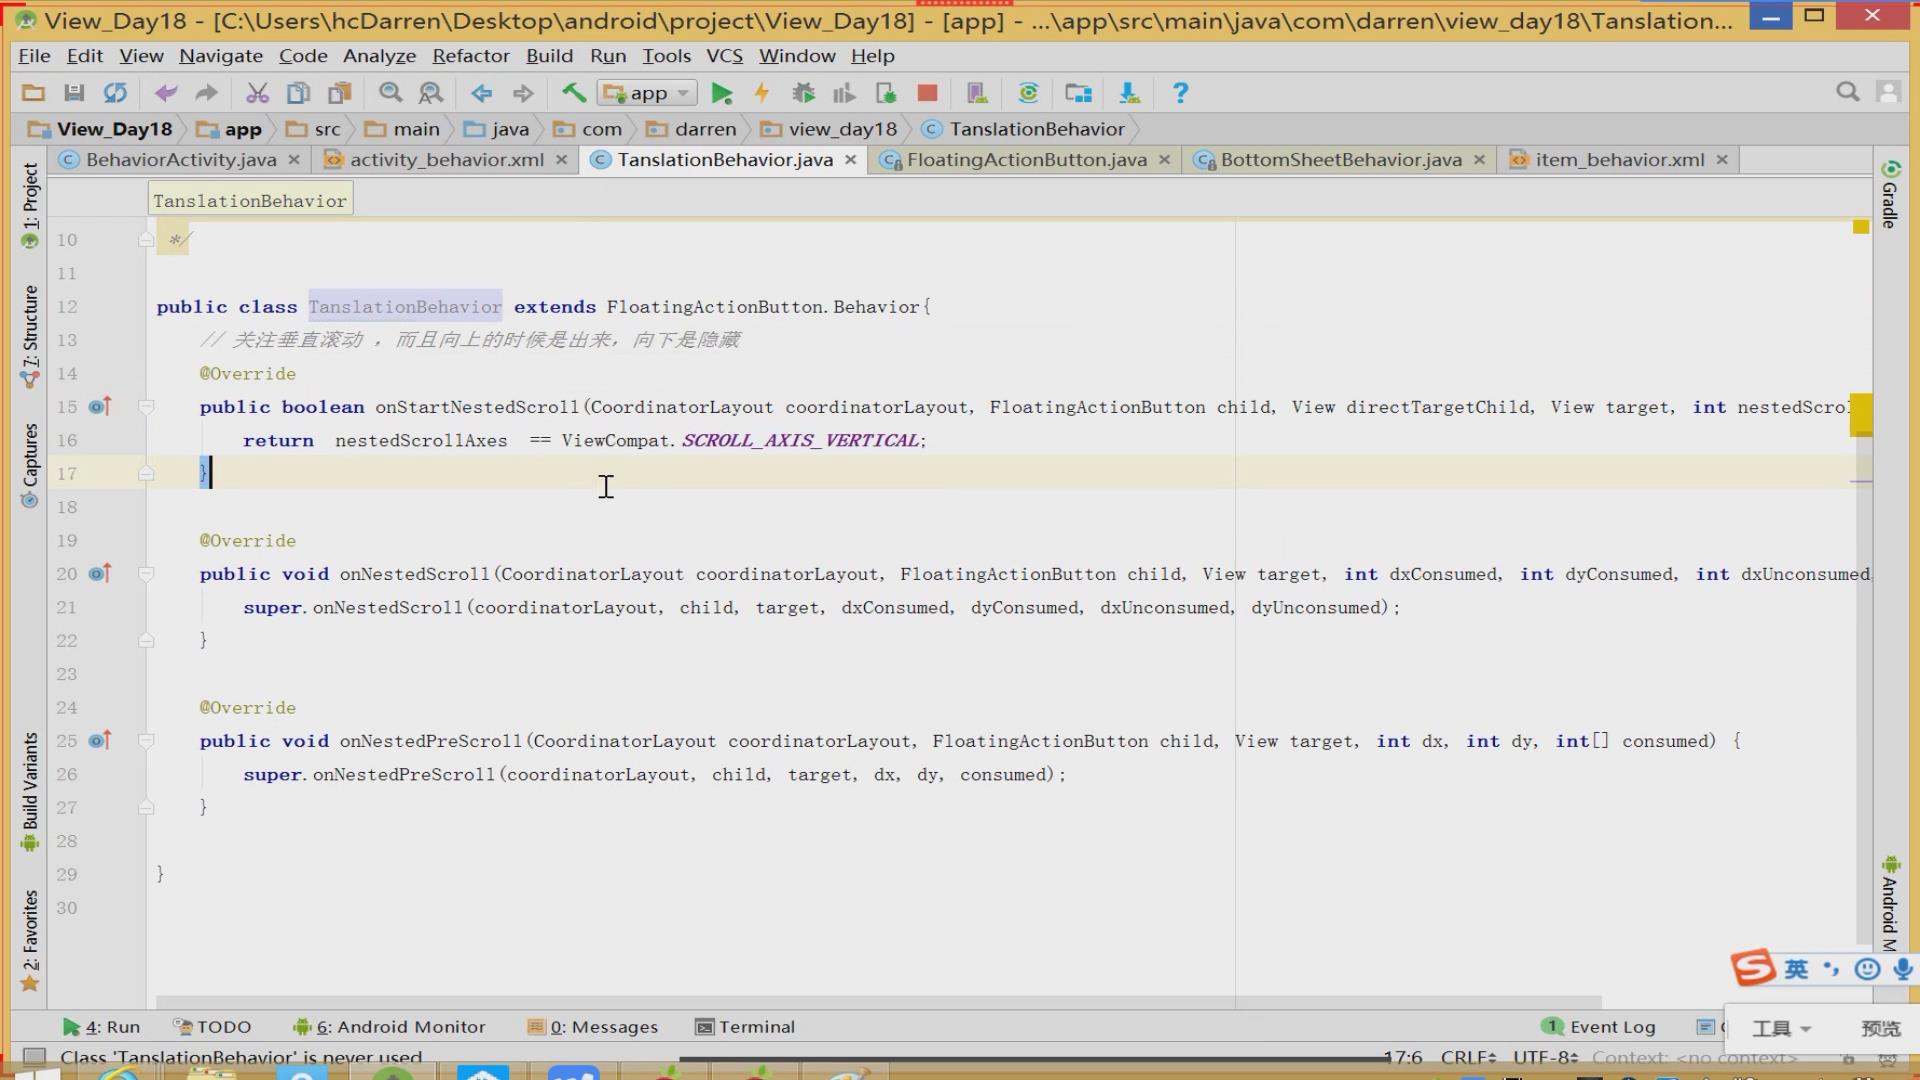 View_Day18 - [C:\Users\hcDarren\Desktop\android\project\View_Day18] - [app] - ...\app\src\main\java\com\darren\view_day18\Tanslation...
File Edit View Navigate Code Analyze Refactor Build Run Tools VCS Window Help
app
View_Day18 app src main java com darren view_day18 TanslationBehavior
BehaviorActivity.java activity_behavior.xml TanslationBehavior.java FloatingActionButton.java BottomSheetBehavior.java item_behavior.xml
TanslationBehavior
10 */
11
12 public class TanslationBehavior extends FloatingActionButton.Behavior{
13 // 关注垂直滚动 ，而且向上的时候是出来，向下是隐藏
14 @Override
15 public boolean onStartNestedScroll(CoordinatorLayout coordinatorLayout, FloatingActionButton child, View directTargetChild, View target, int nestedScrol
16 return nestedScrollAxes == ViewCompat.SCROLL_AXIS_VERTICAL;
17 }
18
19 @Override
20 public void onNestedScroll(CoordinatorLayout coordinatorLayout, FloatingActionButton child, View target, int dxConsumed, int dyConsumed, int dxUnconsumed,
21 super.onNestedScroll(coordinatorLayout, child, target, dxConsumed, dyConsumed, dxUnconsumed, dyUnconsumed);
22 }
23
24 @Override
25 public void onNestedPreScroll(CoordinatorLayout coordinatorLayout, FloatingActionButton child, View target, int dx, int dy, int[] consumed) {
26 super.onNestedPreScroll(coordinatorLayout, child, target, dx, dy, consumed);
27 }
28
29 }
30
1: Project
7: Structure
Captures
Build Variants
2: Favorites
Gradle
Android M
英
工具 预览
4: Run TODO 6: Android Monitor 0: Messages Terminal 1 Event Log
Class 'TanslationBehavior' is never used 17:6 CRLF UTF-8 Context: <no context>